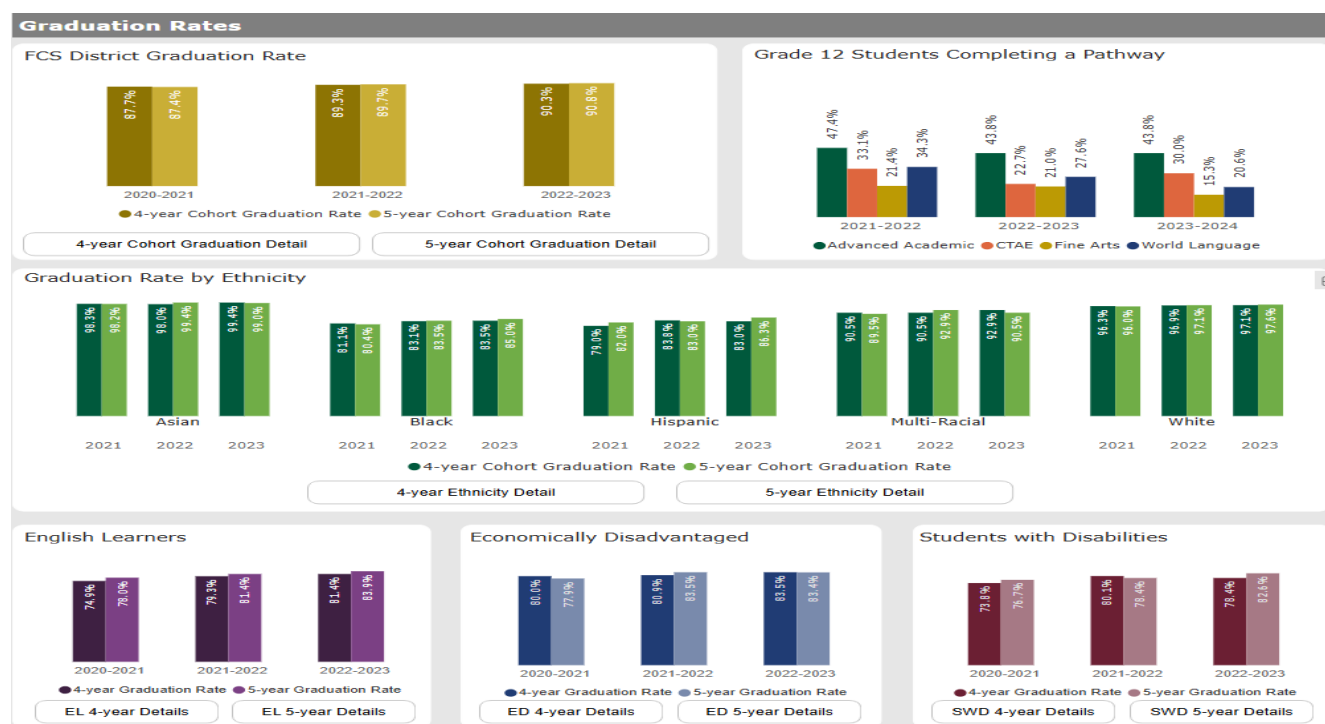 Graduation Rates
FCS District Graduation Rate
87.7% 87.4% 89.3% 89.7% 90.3% 90.8%
2020-2021 2021-2022 2022-2023
4-year Cohort Graduation Rate 5-year Cohort Graduation Rate
4-year Cohort Graduation Detail 5-year Cohort Graduation Detail
Grade 12 Students Completing a Pathway
47.4% 33.1% 21.4% 34.3% 43.8% 22.7% 21.0% 27.6% 43.8% 30.0% 15.3% 20.6%
2021-2022 2022-2023 2023-2024
Advanced Academic CTAE Fine Arts World Language
Graduation Rate by Ethnicity
98.3% 98.2% 98.0% 99.4% 99.4% 99.0% 81.1% 80.4% 83.1% 83.5% 83.5% 85.0% 79.0% 82.0% 83.8% 83.0% 83.0% 86.3% 90.5% 89.5% 90.5% 92.9% 92.9% 90.5% 96.3% 96.0% 96.9% 97.1% 97.1% 97.6%
Asian Black Hispanic Multi-Racial White
2021 2022 2023 2021 2022 2023 2021 2022 2023 2021 2022 2023 2021 2022 2023
4-year Cohort Graduation Rate 5-year Cohort Graduation Rate
4-year Ethnicity Detail 5-year Ethnicity Detail
English Learners
74.9% 78.0% 79.3% 81.4% 81.4% 83.9%
2020-2021 2021-2022 2022-2023
4-year Graduation Rate 5-year Graduation Rate
EL 4-year Details EL 5-year Details
Economically Disadvantaged
80.0% 77.9% 80.9% 83.5% 83.5% 83.4%
2020-2021 2021-2022 2022-2023
4-year Graduation Rate 5-year Graduation Rate
ED 4-year Details ED 5-year Details
Students with Disabilities
73.8% 76.7% 80.1% 78.4% 78.4% 82.6%
2020-2021 2021-2022 2022-2023
4-year Graduation Rate 5-year Graduation Rate
SWD 4-year Details SWD 5-year Details